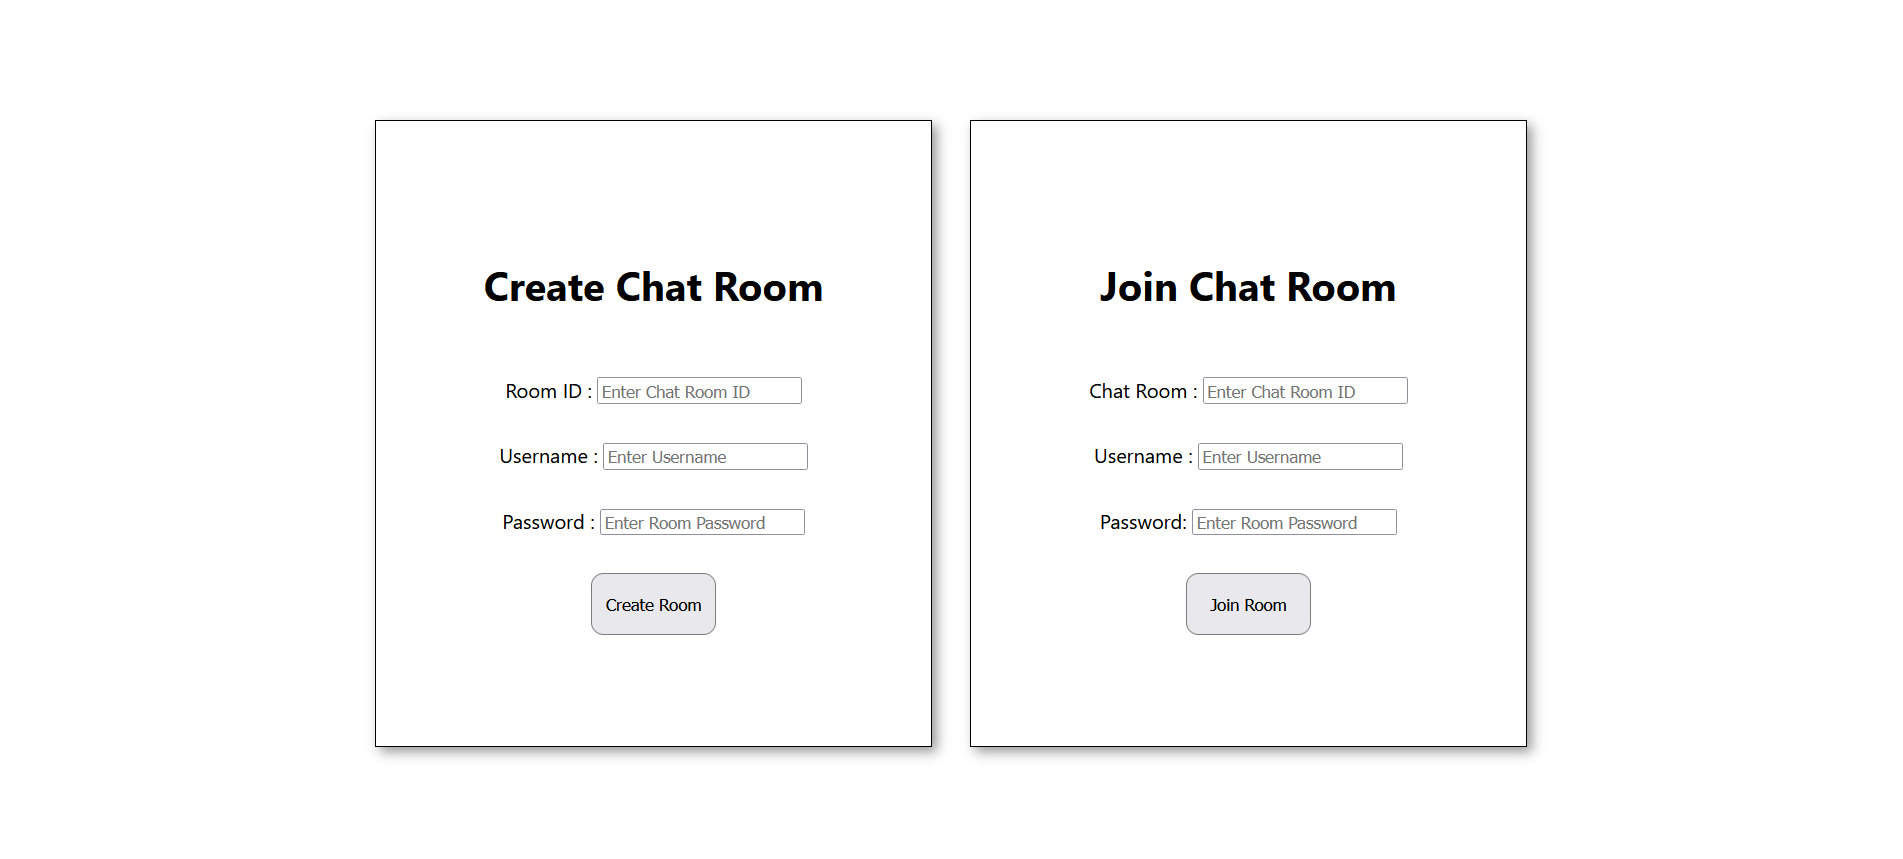 Create Chat Room
Room ID : Enter Chat Room ID
Username : Enter Username
Password : Enter Room Password
Create Room
Join Chat Room
Chat Room : Enter Chat Room ID
Username : Enter Username
Password: Enter Room Password
Join Room